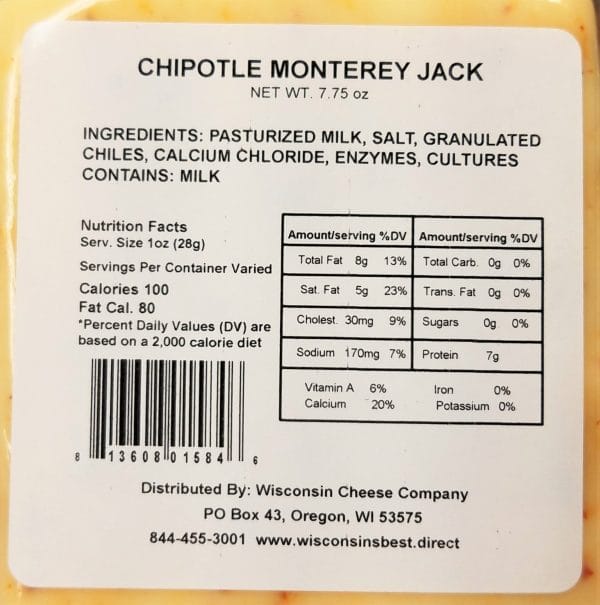 CHIPOTLE MONTEREY JACK
NET WT. 7.75 oz
INGREDIENTS: PASTURIZED MILK, SALT, GRANULATED
CHILES, CALCIUM CHLORIDE, ENZYMES, CULTURES
CONTAINS: MILK
Nutrition Facts
Serv. Size 1oz (28g)
Servings Per Container Varied
Calories 100
Fat Cal. 80
*Percent Daily Values (DV) are
based on a 2,000 calorie diet
Amount/serving %DV Amount/serving %DV
Total Fat 8g 13% Total Carb. 0g 0%
Sat. Fat 5g 23% Trans. Fat 0g 0%
Cholest. 30mg 9% Sugars 0g 0%
Sodium 170mg 7% Protein 7g
Vitamin A 6% Iron 0%
Calcium 20% Potassium 0%
8 13608 01584 6
Distributed By: Wisconsin Cheese Company
PO Box 43, Oregon, WI 53575
844-455-3001 www.wisconsinsbest.direct